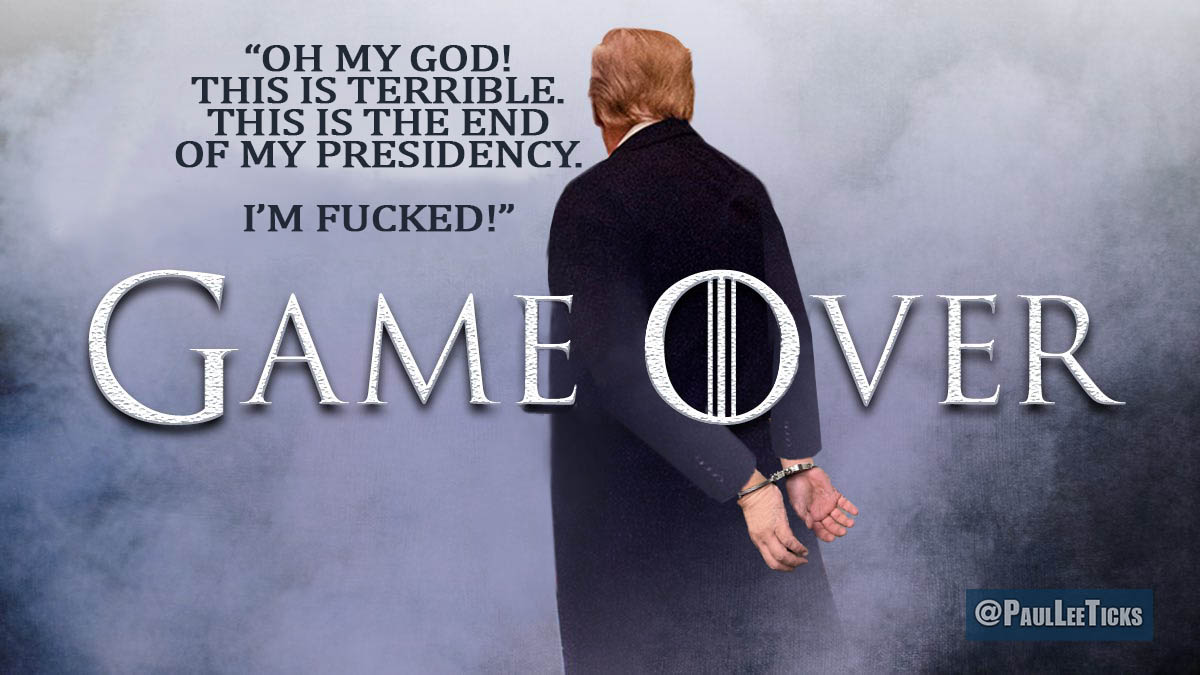 “OH MY GOD!
THIS IS TERRIBLE.
THIS IS THE END
OF MY PRESIDENCY.
I’M FUCKED!”
GAME OVER
@PAULLEETICKS